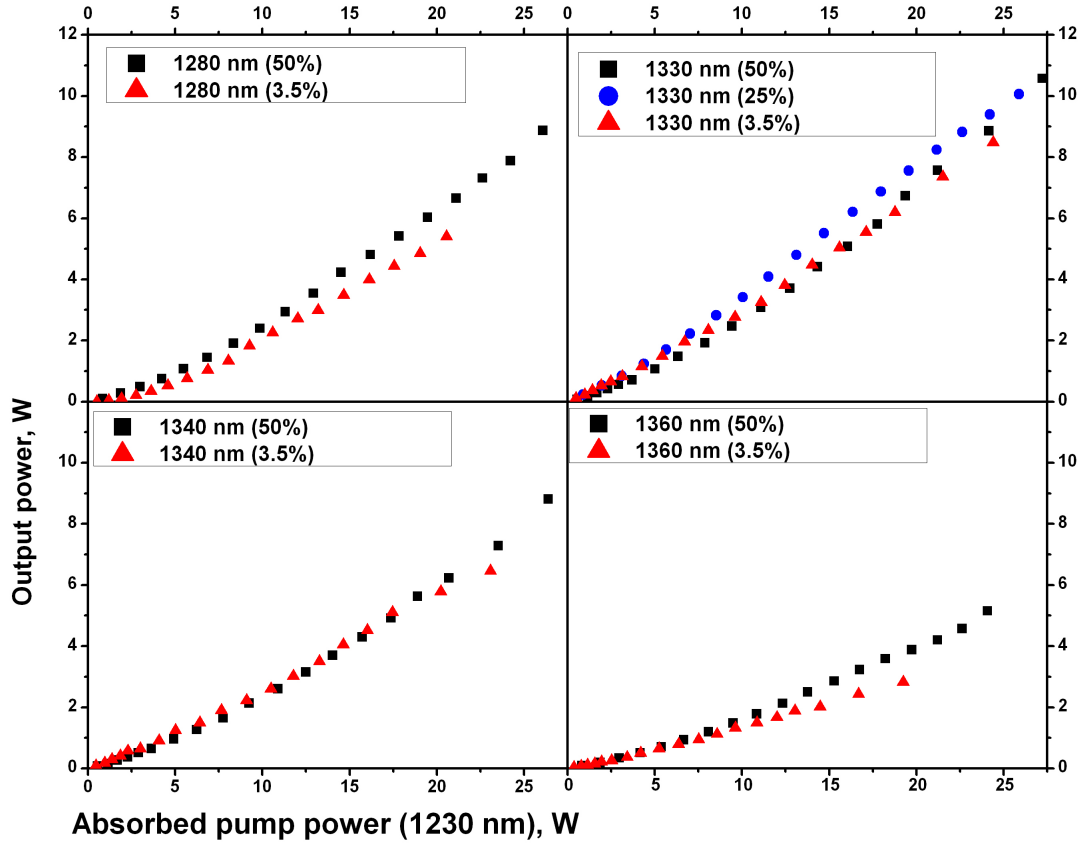 0 5 10 15 20 25 0 5 10 15 20 25
12 12
1280 nm (50%)
1280 nm (3.5%)
1330 nm (50%)
1330 nm (25%)
1330 nm (3.5%)
10 10
8 8
6 6
4 4
2 2
0 0
1340 nm (50%)
1340 nm (3.5%)
1360 nm (50%)
1360 nm (3.5%)
10 10
8 8
6 6
4 4
2 2
0 0
0 5 10 15 20 25 0 5 10 15 20 25
Output power, W
Absorbed pump power (1230 nm), W